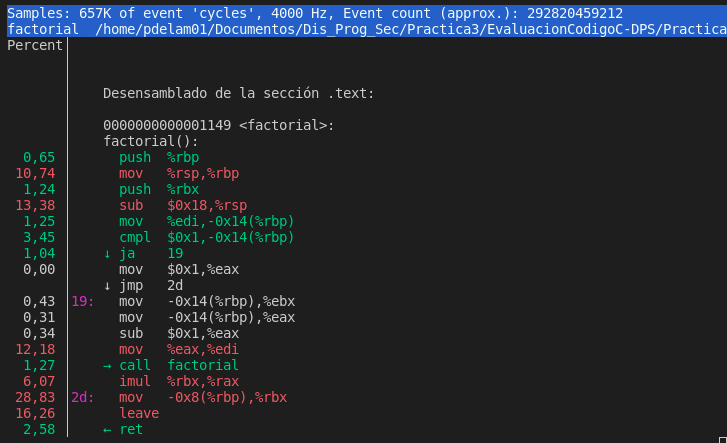 Samples: 657K of event 'cycles', 4000 Hz, Event count (approx.): 292820459212
factorial  /home/pdelam01/Documentos/Dis_Prog_Sec/Practica3/EvaluacionCodigoC-DPS/Practica
Percent
Desensamblado de la sección .text:
0000000000001149 <factorial>:
factorial():
0,65 push %rbp
10,74 mov %rsp,%rbp
1,24 push %rbx
13,38 sub $0x18,%rsp
1,25 mov %edi,-0x14(%rbp)
3,45 cmpl $0x1,-0x14(%rbp)
1,04 ↓ ja 19
0,00 mov $0x1,%eax
↓ jmp 2d
0,43 19: mov -0x14(%rbp),%ebx
0,31 mov -0x14(%rbp),%eax
0,34 sub $0x1,%eax
12,18 mov %eax,%edi
1,27 → call factorial
6,07 imul %rbx,%rax
28,83 2d: mov -0x8(%rbp),%rbx
16,26 leave
2,58 ← ret